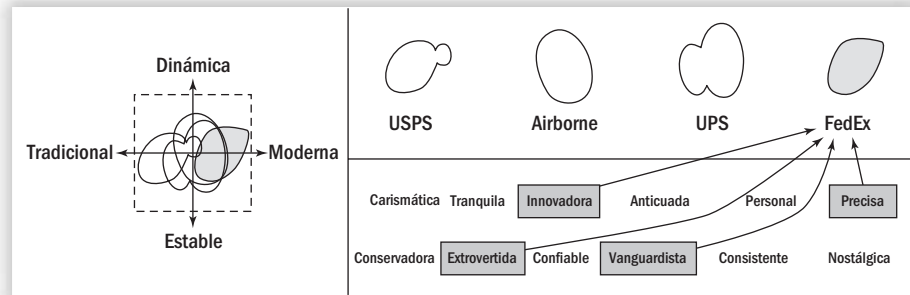 Dinámica
Tradicional
Moderna
Estable
USPS Airborne UPS FedEx
Carismática Tranquila Innovadora Anticuada Personal Precisa
Conservadora Extrovertida Confiable Vanguardista Consistente Nostálgica